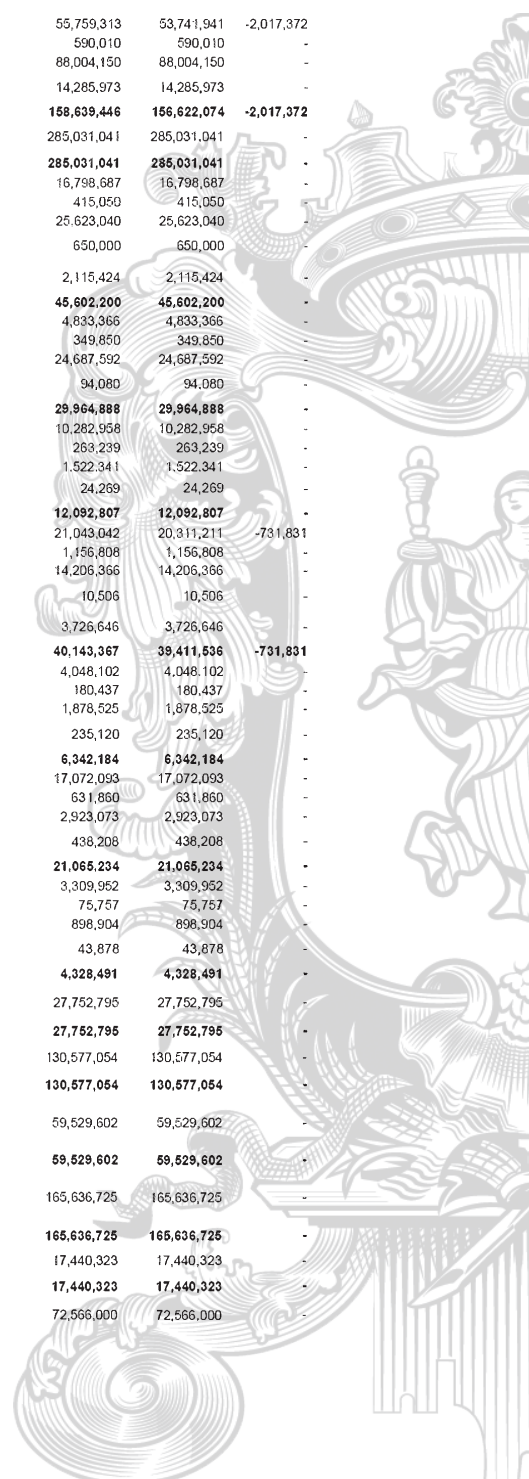 55,759,313 53,741,941 -2,017,372
590,010 590,010 -
88,004,150 88,004,150 -
14,285,973 14,285,973 -
158,639,446 156,622,074 -2,017,372
285,031,041 285,031,041 -
285,031,041 285,031,041 -
16,798,687 16,798,687 -
415,050 415,050 -
25,623,040 25,623,040 -
650,000 650,000 -
2,115,424 2,115,424 -
45,602,200 45,602,200 -
4,833,366 4,833,366 -
349,850 349,850 -
24,687,592 24,687,592 -
94,080 94,080 -
29,964,888 29,964,888 -
10,282,958 10,282,958 -
263,239 263,239 -
1,522,341 1,522,341 -
24,269 24,269 -
12,092,807 12,092,807 -
21,043,042 20,311,211 -731,831
1,156,808 1,156,808 -
14,206,366 14,206,366 -
10,506 10,506 -
3,726,646 3,726,646 -
40,143,367 39,411,536 -731,831
4,048,102 4,048,102 -
180,437 180,437 -
1,878,525 1,878,525 -
235,120 235,120 -
6,342,184 6,342,184 -
17,072,093 17,072,093 -
631,860 631,860 -
2,923,073 2,923,073 -
438,208 438,208 -
21,065,234 21,065,234 -
3,309,952 3,309,952 -
75,757 75,757 -
898,904 898,904 -
43,878 43,878 -
4,328,491 4,328,491 -
27,752,795 27,752,795 -
27,752,795 27,752,795 -
130,577,054 130,577,054 -
130,577,054 130,577,054 -
59,529,602 59,529,602 -
59,529,602 59,529,602 -
165,636,725 165,636,725 -
165,636,725 165,636,725 -
17,440,323 17,440,323 -
17,440,323 17,440,323 -
72,566,000 72,566,000 -